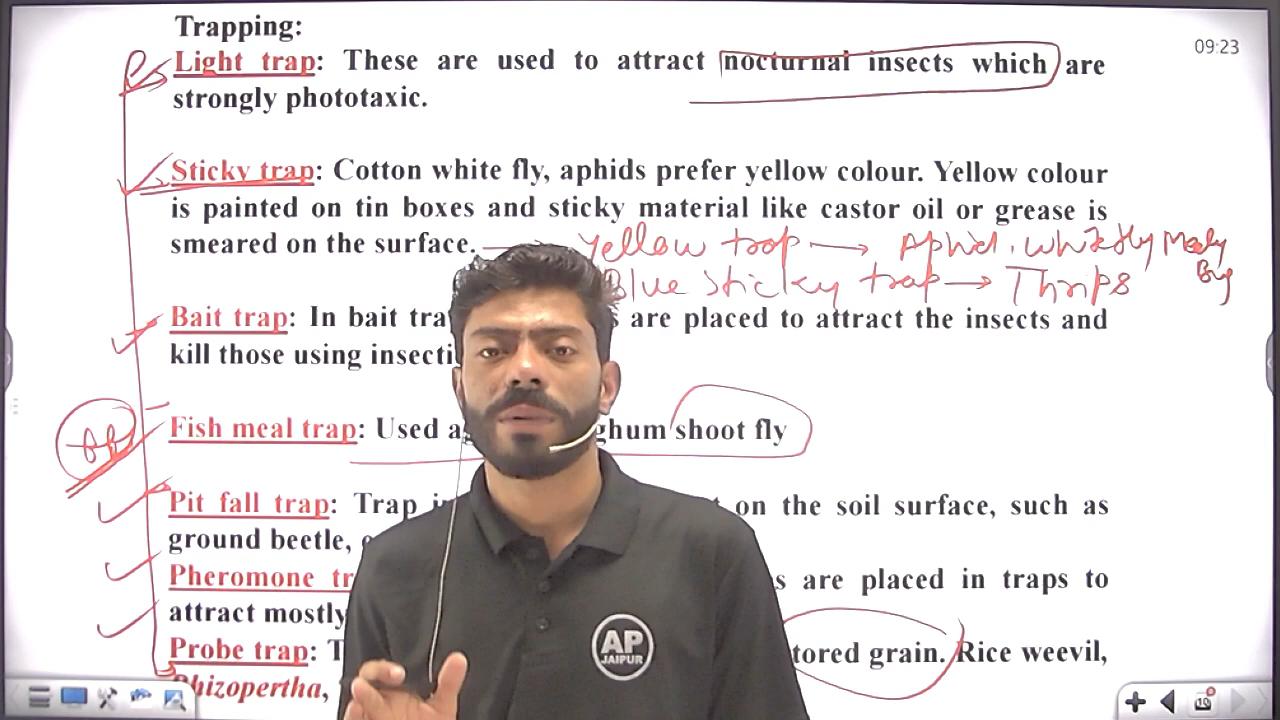 Trapping:
09:23
Light trap: These are used to attract nocturnal insects which are
strongly phototaxic.
Sticky trap: Cotton white fly, aphids prefer yellow colour. Yellow colour
is painted on tin boxes and sticky material like castor oil or grease is
smeared on the surface.
Yellow trap → Aphid, whitefly Mealy
Bug
Blue Sticky trap → Thrips
Bait trap: In bait are placed to attract the insects and
kill those using
Fish meal trap: Used shoot fly
Pit fall trap: Trap on the soil surface, such as
ground beetle,
Pheromone are placed in traps to
attract mostly
Probe trap: grain. Rice weevil,
Rhizopertha,
AP
JAIPUR
10